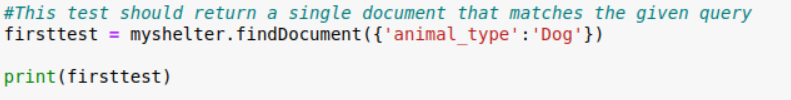 #This test should return a single document that matches the given query
firsttest = myshelter.findDocument({'animal_type':'Dog'})
print(firsttest)